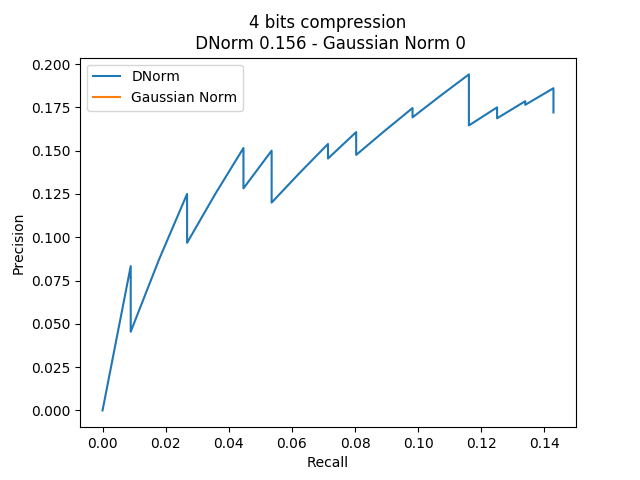 4 bits compression
DNorm 0.156 - Gaussian Norm 0
DNorm
Gaussian Norm
0.200
0.175
0.150
0.125
0.100
0.075
0.050
0.025
0.000
Precision
0.00 0.02 0.04 0.06 0.08 0.10 0.12 0.14
Recall